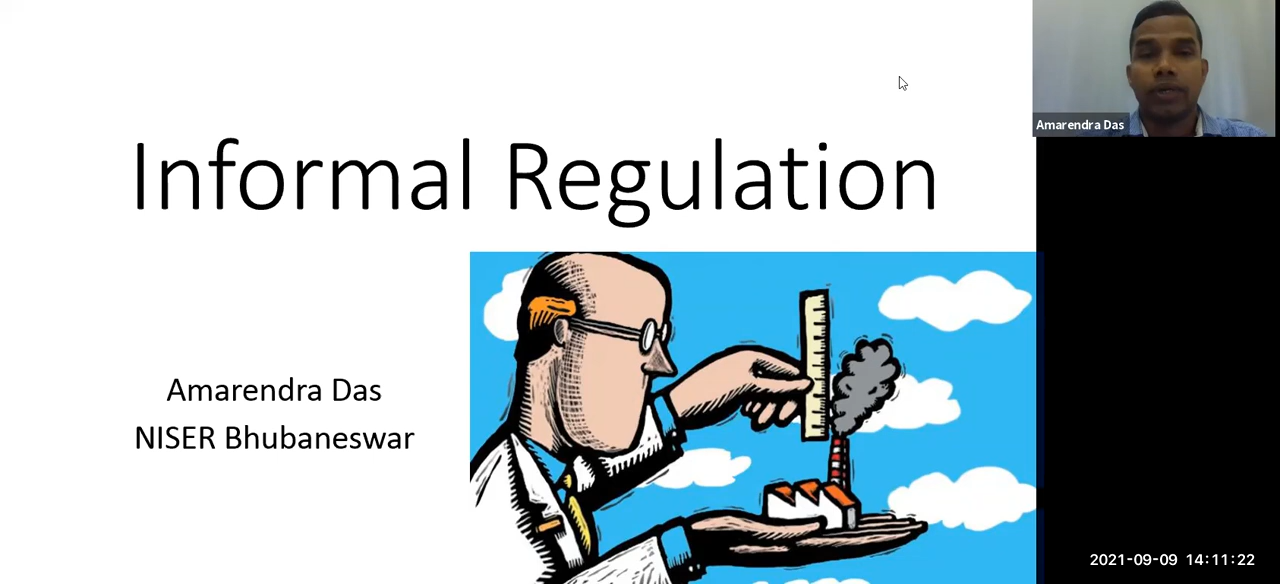 Informal Regulation
Amarendra Das
NISER Bhubaneswar
Amarendra Das
2021-09-09 14:11:22